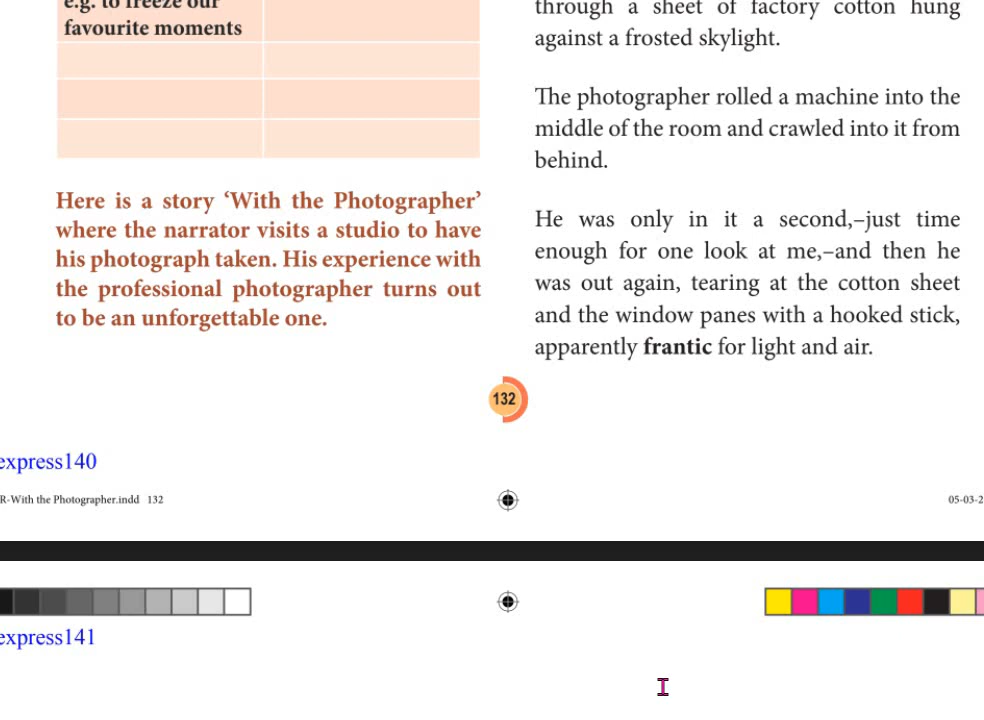 e.g. to freeze our
favourite moments
Here is a story ‘With the Photographer’
where the narrator visits a studio to have
his photograph taken. His experience with
the professional photographer turns out
to be an unforgettable one.
through a sheet of factory cotton hung
against a frosted skylight.
The photographer rolled a machine into the
middle of the room and crawled into it from
behind.
He was only in it a second,–just time
enough for one look at me,–and then he
was out again, tearing at the cotton sheet
and the window panes with a hooked stick,
apparently frantic for light and air.
132
express140
R-With the Photographer.indd 132
05-03-2
express141